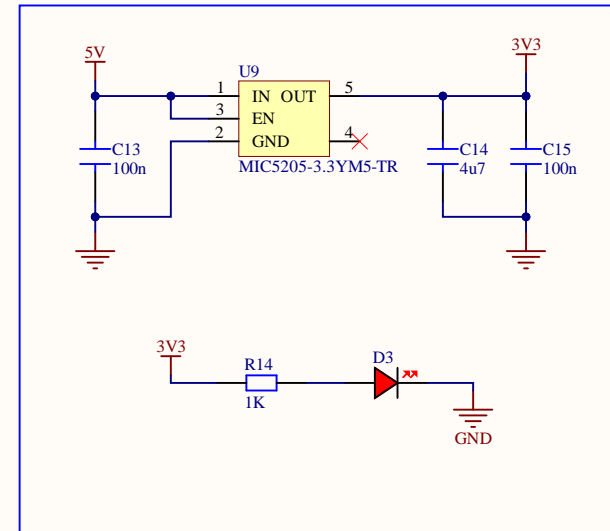 5V
3V3
U9
1 IN OUT 5
3 EN
2 GND 4
C13
100n
MIC5205-3.3YM5-TR
C14
4u7
C15
100n
3V3
R14
1K
D3
GND